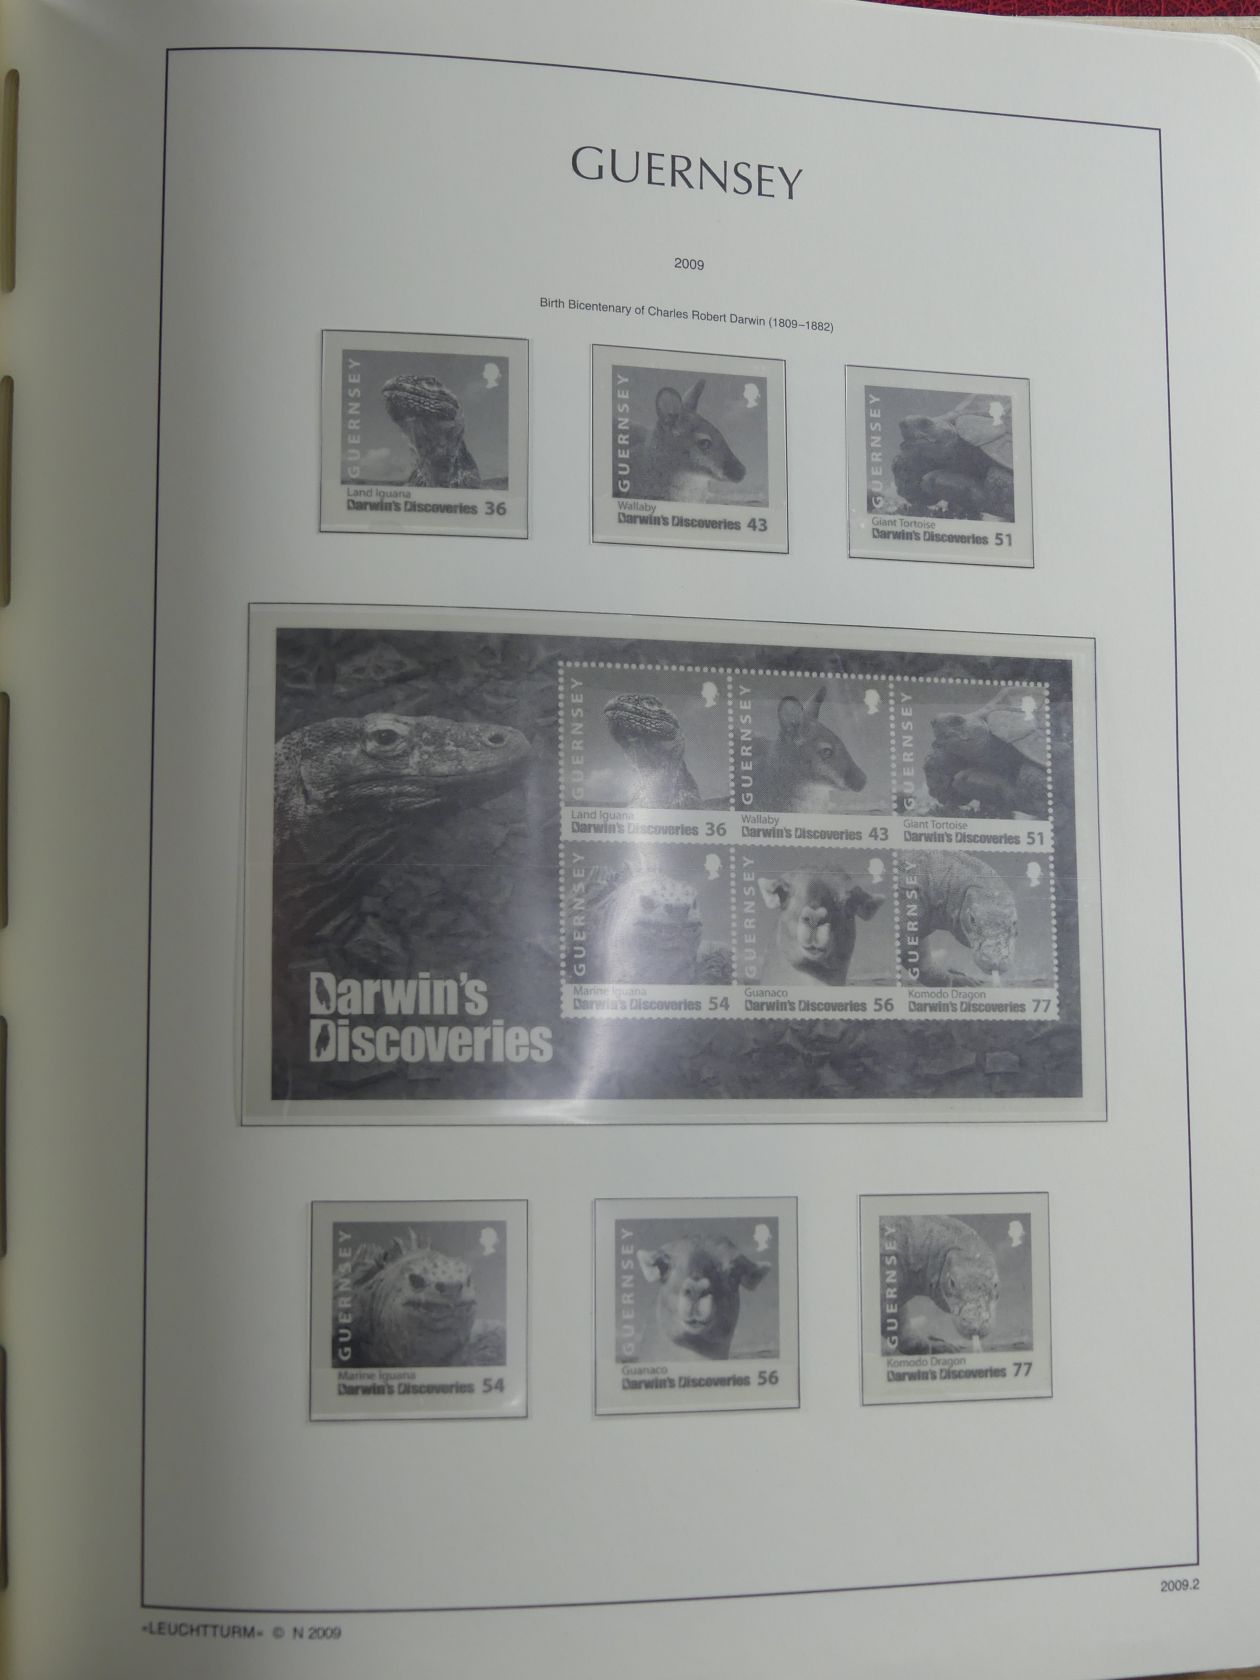 GUERNSEY
2009
Birth Bicentenary of Charles Robert Darwin (1809–1882)
GUERNSEY
Land Iguana
Darwin's Discoveries 36
GUERNSEY
Wallaby
Darwin's Discoveries 43
GUERNSEY
Giant Tortoise
Darwin's Discoveries 51
GUERNSEY
Land Iguana
Darwin's Discoveries 36
GUERNSEY
Wallaby
Darwin's Discoveries 43
GUERNSEY
Giant Tortoise
Darwin's Discoveries 51
GUERNSEY
Marine Iguana
Darwin's Discoveries 54
GUERNSEY
Guanaco
Darwin's Discoveries 56
GUERNSEY
Komodo Dragon
Darwin's Discoveries 77
Darwin's
Discoveries
GUERNSEY
Marine Iguana
Darwin's Discoveries 54
GUERNSEY
Guanaco
Darwin's Discoveries 56
GUERNSEY
Komodo Dragon
Darwin's Discoveries 77
2009.2
»LEUCHTTURM« © N 2009